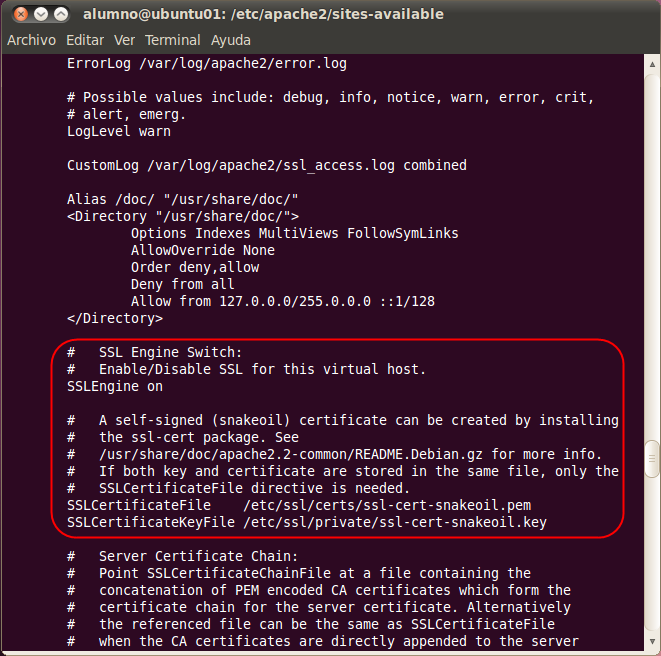 alumno@ubuntu01: /etc/apache2/sites-available
Archivo Editar Ver Terminal Ayuda
ErrorLog /var/log/apache2/error.log
# Possible values include: debug, info, notice, warn, error, crit,
# alert, emerg.
LogLevel warn
CustomLog /var/log/apache2/ssl_access.log combined
Alias /doc/ "/usr/share/doc/"
<Directory "/usr/share/doc/">
Options Indexes MultiViews FollowSymLinks
AllowOverride None
Order deny,allow
Deny from all
Allow from 127.0.0.0/255.0.0.0 ::1/128
</Directory>
#   SSL Engine Switch:
#   Enable/Disable SSL for this virtual host.
SSLEngine on
#   A self-signed (snakeoil) certificate can be created by installing
#   the ssl-cert package. See
#   /usr/share/doc/apache2.2-common/README.Debian.gz for more info.
#   If both key and certificate are stored in the same file, only the
#   SSLCertificateFile directive is needed.
SSLCertificateFile    /etc/ssl/certs/ssl-cert-snakeoil.pem
SSLCertificateKeyFile /etc/ssl/private/ssl-cert-snakeoil.key
#   Server Certificate Chain:
#   Point SSLCertificateChainFile at a file containing the
#   concatenation of PEM encoded CA certificates which form the
#   certificate chain for the server certificate. Alternatively
#   the referenced file can be the same as SSLCertificateFile
#   when the CA certificates are directly appended to the server